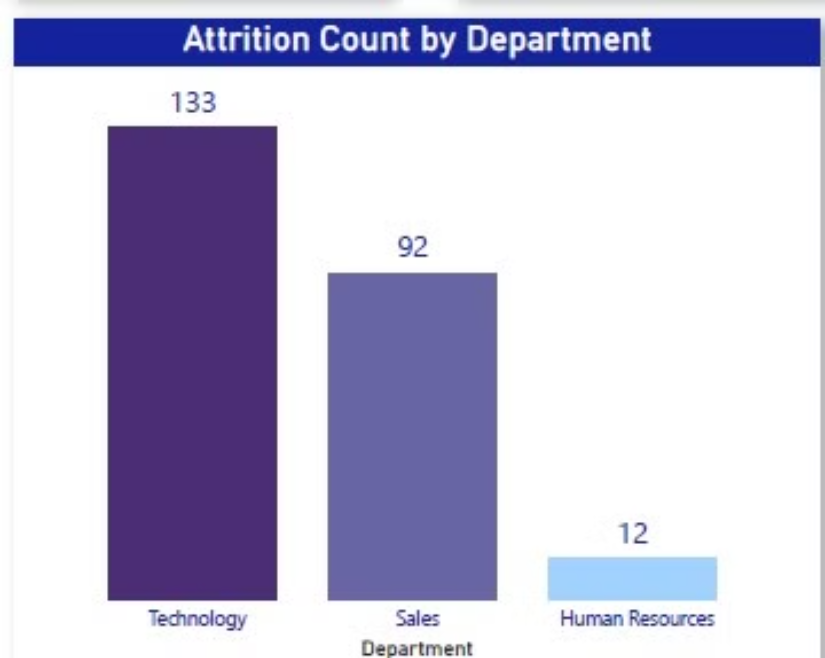 Attrition Count by Department
133
92
12
Technology Sales Human Resources
Department